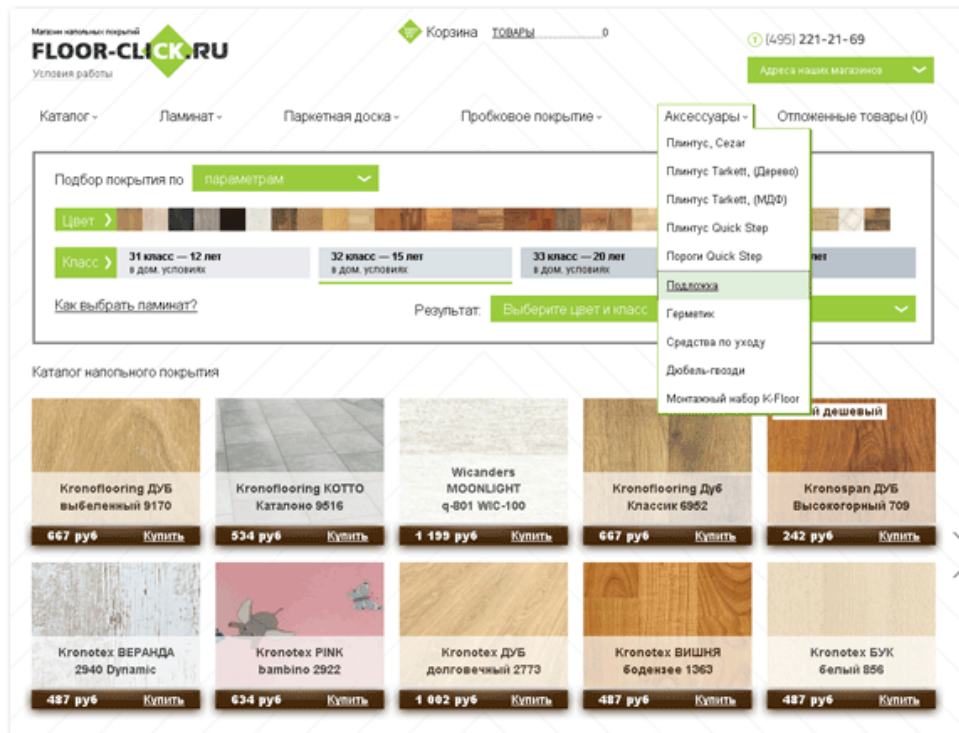 Магазин напольных покрытий
FLOOR-CLICK.RU
Условия работы
Корзина ТОВАРЫ 0
(495) 221-21-69
Адреса наших магазинов
Каталог Ламинат Паркетная доска Пробковое покрытие Аксессуары Отложенные товары (0)
Плинтус, Cezar
Плинтус Tarkett, (Дерево)
Плинтус Tarkett, (МДФ)
Плинтус Quick Step
Пороги Quick Step
Подложка
Герметик
Средства по уходу
Дюбель-гвозди
Монтажный набор K-Floor
Подбор покрытия по параметрам
Цвет
Класс
31 класс — 12 лет
в дом. условиях
32 класс — 15 лет
в дом. условиях
33 класс — 20 лет
в дом. условиях
лет
Как выбрать ламинат?
Результат: Выберите цвет и класс
Каталог напольного покрытия
Kronoflooring ДУБ
выбеленный 9170
667 руб Купить
Kronoflooring КОТТО
Каталоно 9516
534 руб Купить
Wicanders
MOONLIGHT
q-801 WIC-100
1 199 руб Купить
Kronoflooring Дуб
Классик 6952
667 руб Купить
й дешевый
Kronospan ДУБ
Высокогорный 709
242 руб Купить
Kronotex ВЕРАНДА
2940 Dynamic
487 руб Купить
Kronotex PINK
bambino 2922
634 руб Купить
Kronotex ДУБ
долговечный 2773
1 002 руб Купить
Kronotex ВИШНЯ
бодензее 1363
487 руб Купить
Kronotex БУК
белый 856
487 руб Купить